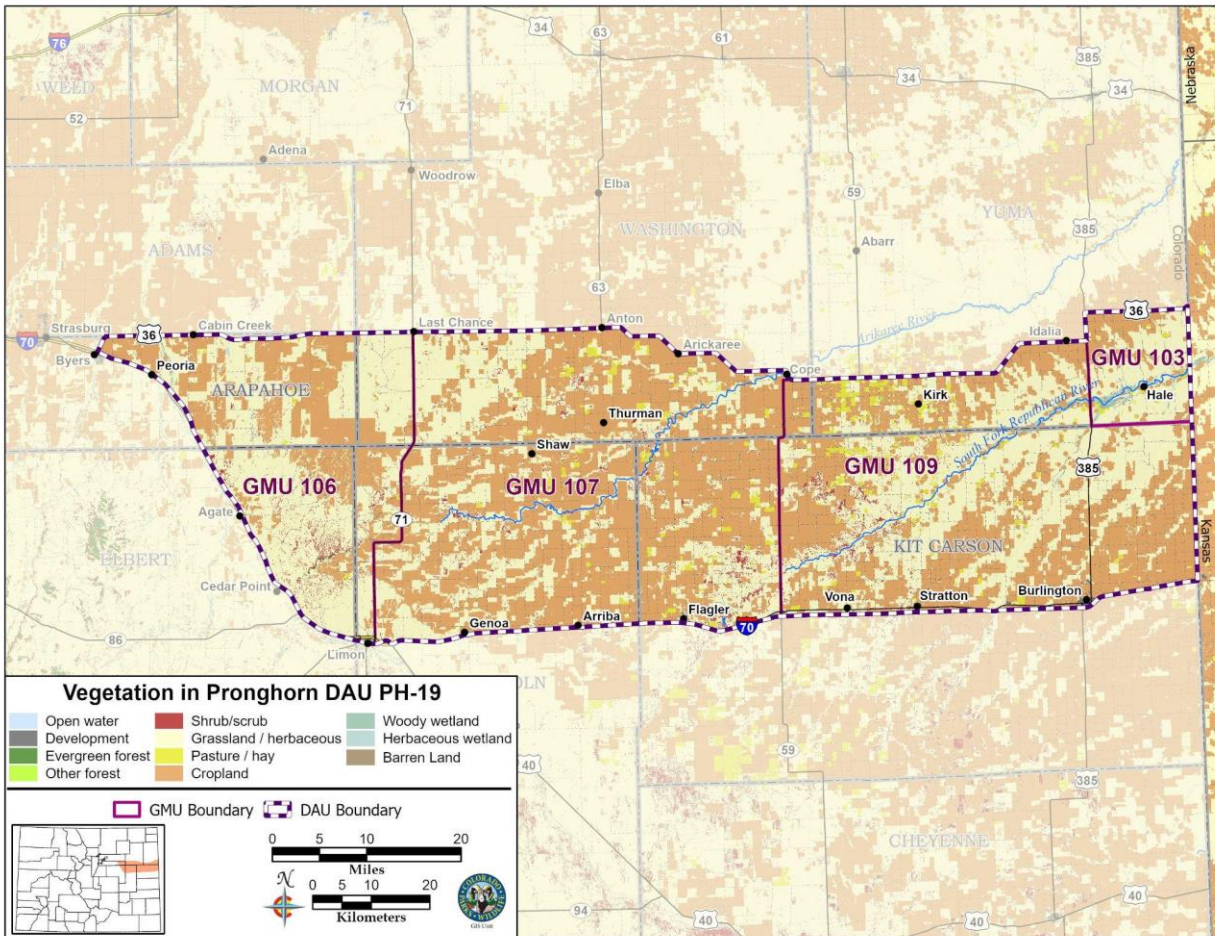 76
34
63
61
385
34
34
WELD
MORGAN
71
52
Nebraska
Adena
Woodrow
Elba
59
WASHINGTON
YUMA
ADAMS
Abarr
385
Colorado
63
Strasburg
36
Cabin Creek
Last Chance
Anton
Arikaree River
36
70
Byers
Arickaree
Idalia
GMU 103
Peoria
Cope
ARAPAHOE
Kirk
Hale
Thurman
South Fork Republican River
Shaw
GMU 106
GMU 107
GMU 109
385
71
Agate
Kansas
ELBERT
KIT CARSON
Cedar Point
Vona
Stratton
Burlington
Genoa
Arriba
Flagler
70
86
Limon
Vegetation in Pronghorn DAU PH-19
OLN
Open water
Shrub/scrub
Woody wetland
Development
Grassland / herbaceous
Herbaceous wetland
Evergreen forest
Pasture / hay
Barren Land
Other forest
Cropland
59
40
385
GMU Boundary
DAU Boundary
0 5 10 20
Miles
CHEYENNE
N
0 5 10 20
Kilometers
COLORADO
PARKS
WILDLIFE
GIS Unit
94
40
40